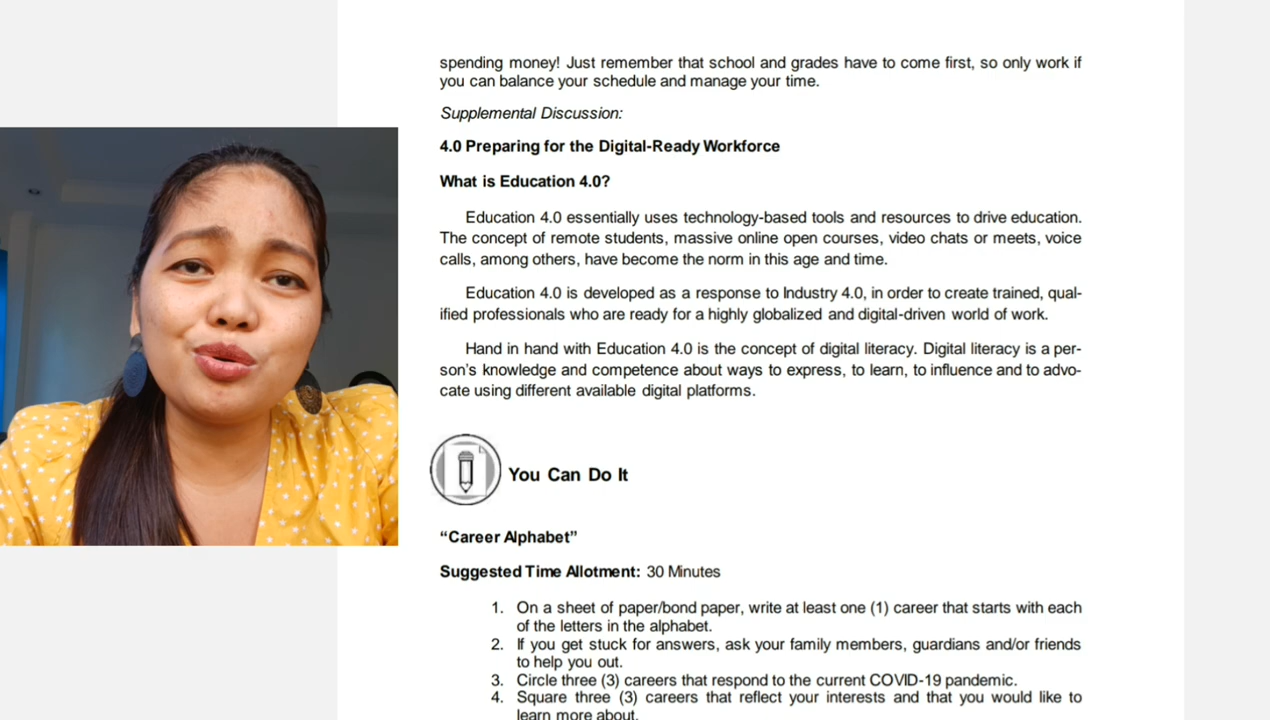 spending money! Just remember that school and grades have to come first, so only work if
you can balance your schedule and manage your time.
Supplemental Discussion:
4.0 Preparing for the Digital-Ready Workforce
What is Education 4.0?
Education 4.0 essentially uses technology-based tools and resources to drive education.
The concept of remote students, massive online open courses, video chats or meets, voice
calls, among others, have become the norm in this age and time.
Education 4.0 is developed as a response to Industry 4.0, in order to create trained, qual-
ified professionals who are ready for a highly globalized and digital-driven world of work.
Hand in hand with Education 4.0 is the concept of digital literacy. Digital literacy is a per-
son's knowledge and competence about ways to express, to learn, to influence and to advo-
cate using different available digital platforms.
You Can Do It
“Career Alphabet”
Suggested Time Allotment: 30 Minutes
1. On a sheet of paper/bond paper, write at least one (1) career that starts with each
of the letters in the alphabet.
2. If you get stuck for answers, ask your family members, guardians and/or friends
to help you out.
3. Circle three (3) careers that respond to the current COVID-19 pandemic.
4. Square three (3) careers that reflect your interests and that you would like to
learn more about.